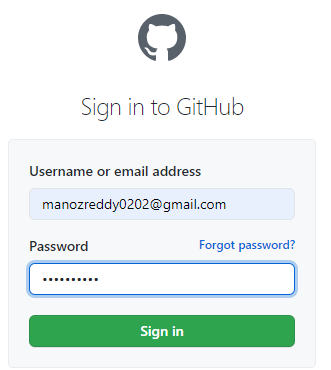 Sign in to GitHub
Username or email address
manozreddy0202@gmail.com
Password Forgot password?
••••••••••
Sign in